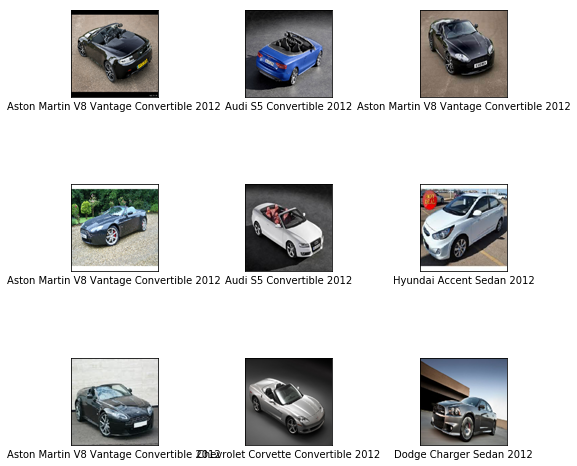 Aston Martin V8 Vantage Convertible 2012
Audi S5 Convertible 2012
Aston Martin V8 Vantage Convertible 2012
Aston Martin V8 Vantage Convertible 2012
Audi S5 Convertible 2012
Hyundai Accent Sedan 2012
Aston Martin V8 Vantage Convertible 2012
Chevrolet Corvette Convertible 2012
Dodge Charger Sedan 2012